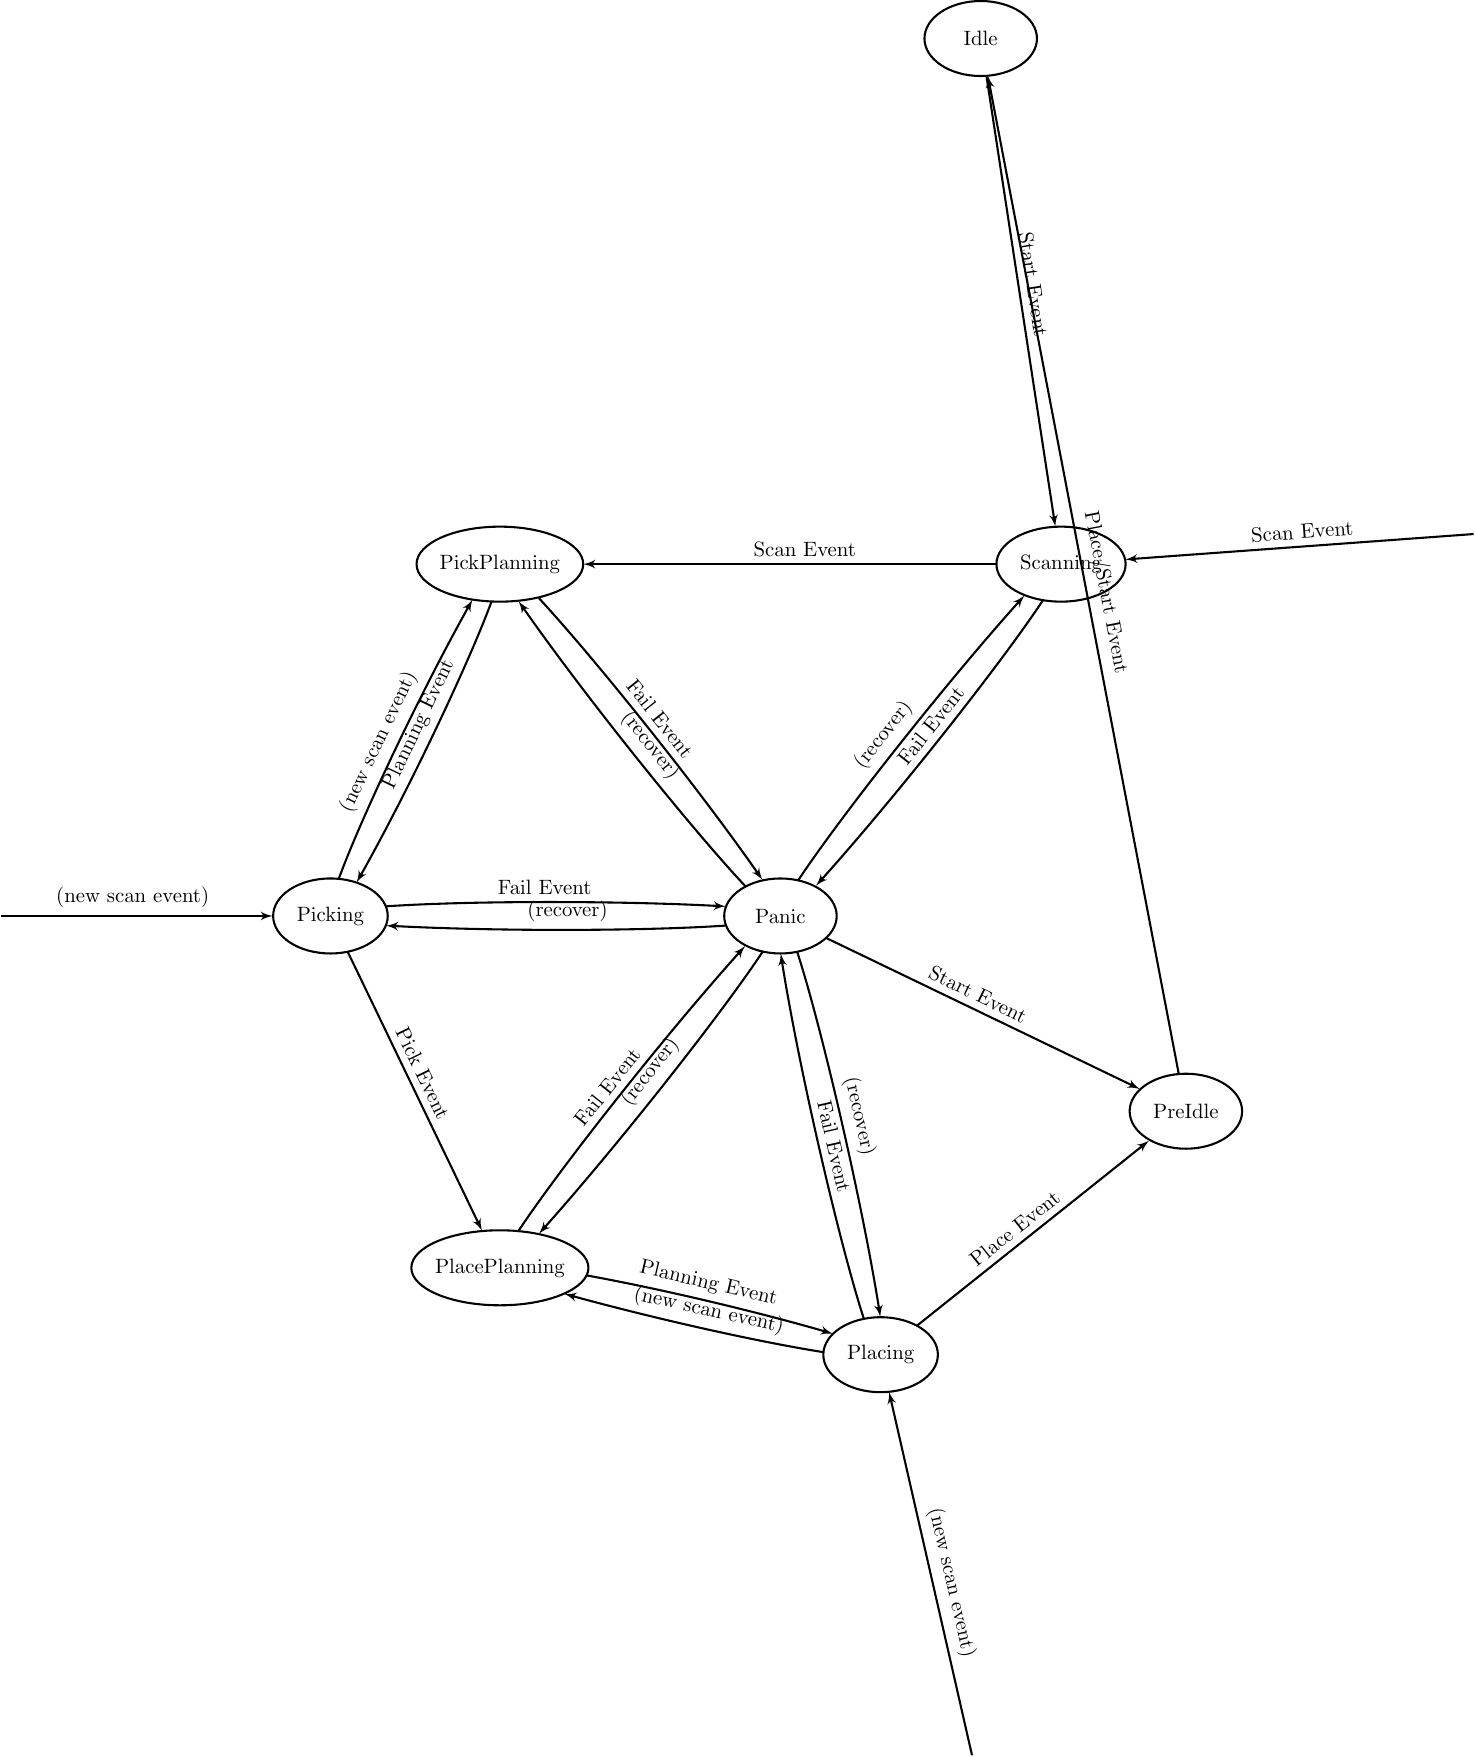 Idle
Start Event
Scan Event
Scan Event
PickPlanning
Scanning
Place/Start Event
(new scan event)
Planning Event
Fail Event
(recover)
(recover)
Fail Event
(new scan event)
Fail Event
(recover)
Picking
Panic
Start Event
Pick Event
Fail Event
(recover)
(recover)
Fail Event
PreIdle
Place Event
PlacePlanning
Planning Event
(new scan event)
Placing
(new scan event)